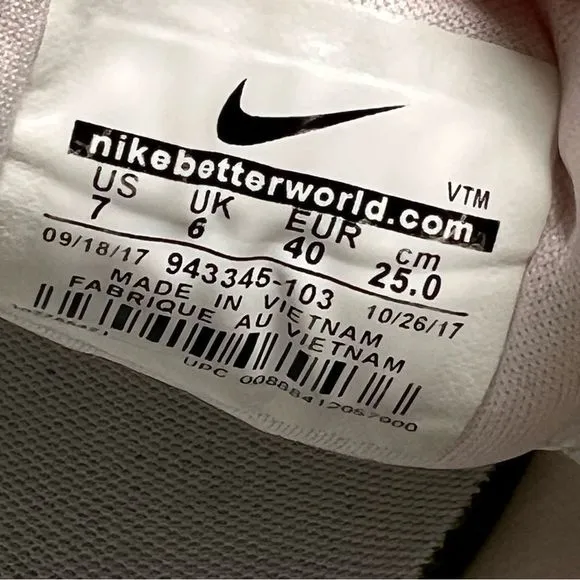 VTM
nikebetterworld.com
US UK EUR cm
7 6 40 25.0
09/18/17 943345-103 10/26/17
MADE IN VIETNAM
FABRIQUE AU VIETNAM
UPC